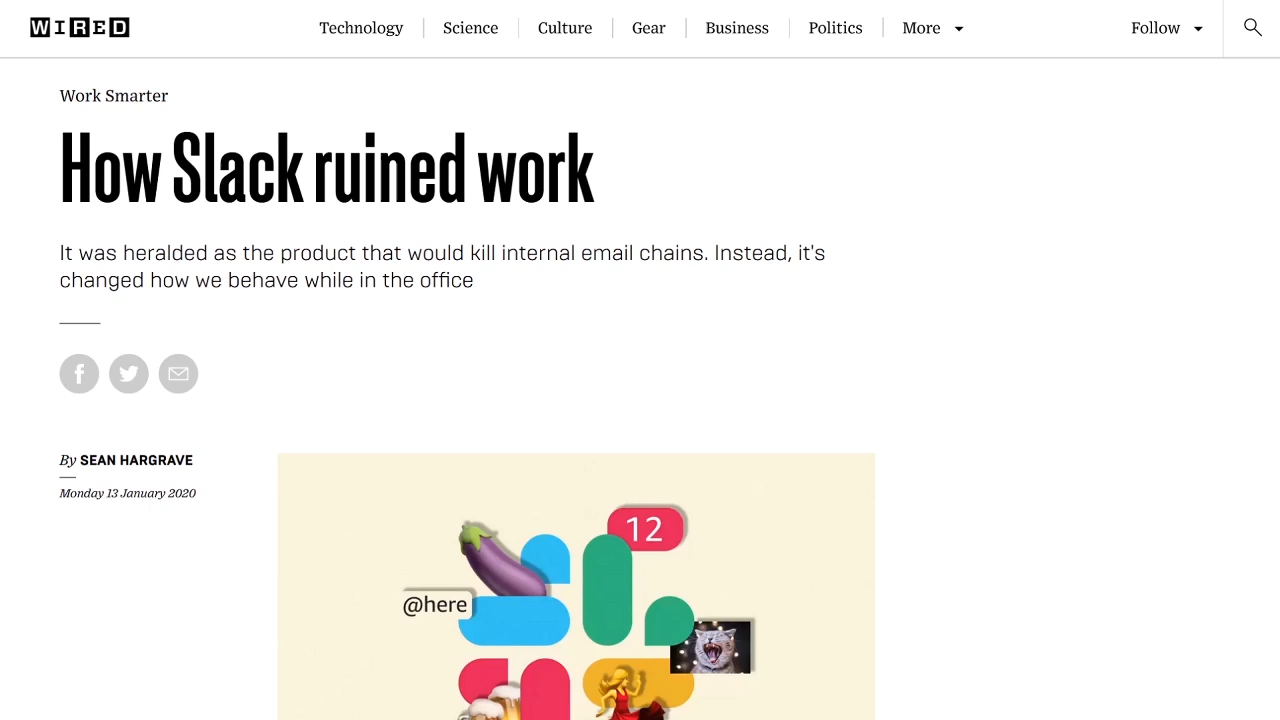 WIRED
Technology
Science
Culture
Gear
Business
Politics
More
Follow
Work Smarter
How Slack ruined work
It was heralded as the product that would kill internal email chains. Instead, it's
changed how we behave while in the office
By SEAN HARGRAVE
Monday 13 January 2020
12
@here